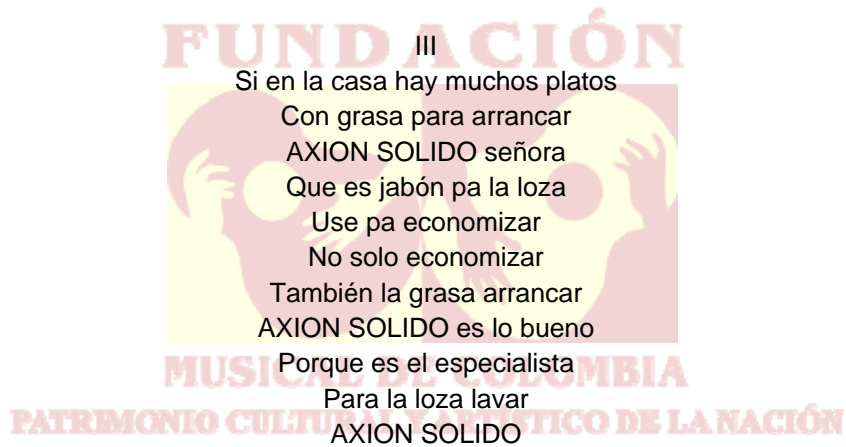 FUNDACIÓN
III
Si en la casa hay muchos platos
Con grasa para arrancar
AXION SOLIDO señora
Que es jabón pa la loza
Use pa economizar
No solo economizar
También la grasa arrancar
AXION SOLIDO es lo bueno
Porque es el especialista
MUSICAL DE COLOMBIA
Para la loza lavar
PATRIMONIO CULTURAL Y ARTÍSTICO DE LA NACIÓN
AXION SOLIDO